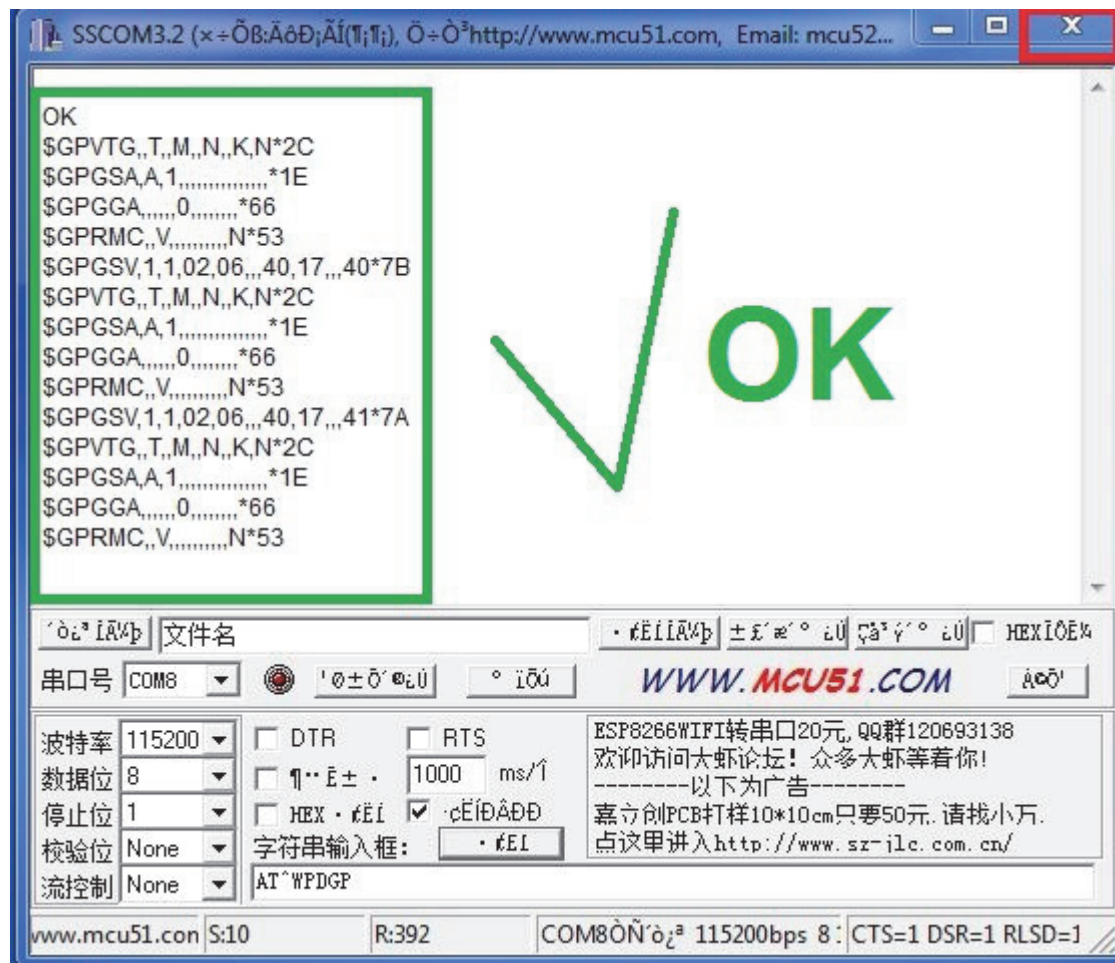 SSCOM3.2 (×÷Õß:ÄôÐ¡ÃÍ(¶¡¶¡), Ö÷Ò³http://www.mcu51.com, Email: mcu52...
OK
$GPVTG,,T,,M,,N,,K,N*2C
$GPGSA,A,1,,,,,,,,,,,,,,,*1E
$GPGGA,,,,,,0,,,,,,,,*66
$GPRMC,,V,,,,,,,,,,N*53
$GPGSV,1,1,02,06,,,40,17,,,40*7B
$GPVTG,,T,,M,,N,,K,N*2C
$GPGSA,A,1,,,,,,,,,,,,,,,*1E
$GPGGA,,,,,,0,,,,,,,,*66
$GPRMC,,V,,,,,,,,,,N*53
$GPGSV,1,1,02,06,,,40,17,,,41*7A
$GPVTG,,T,,M,,N,,K,N*2C
$GPGSA,A,1,,,,,,,,,,,,,,,*1E
$GPGGA,,,,,,0,,,,,,,,*66
$GPRMC,,V,,,,,,,,,,N*53
OK
文件名
串口号 COM8 WWW.MCU51.COM
波特率 115200 DTR RTS
数据位 8 1000
停止位 1 HEX
校验位 None 字符串输入框:
流控制 None AT^WPDGP
ESP8266WIFI转串口20元,QQ群120693138
欢迎访问大虾论坛! 众多大虾等着你!
--------以下为广告--------
嘉立创PCB打样10*10cm只要50元.请找小万.
点这里进入http://www.sz-jlc.com.cn/
www.mcu51.con S:10 R:392 COM8ÒÑ´ò¿ª 115200bps 8 CTS=1 DSR=1 RLSD=1